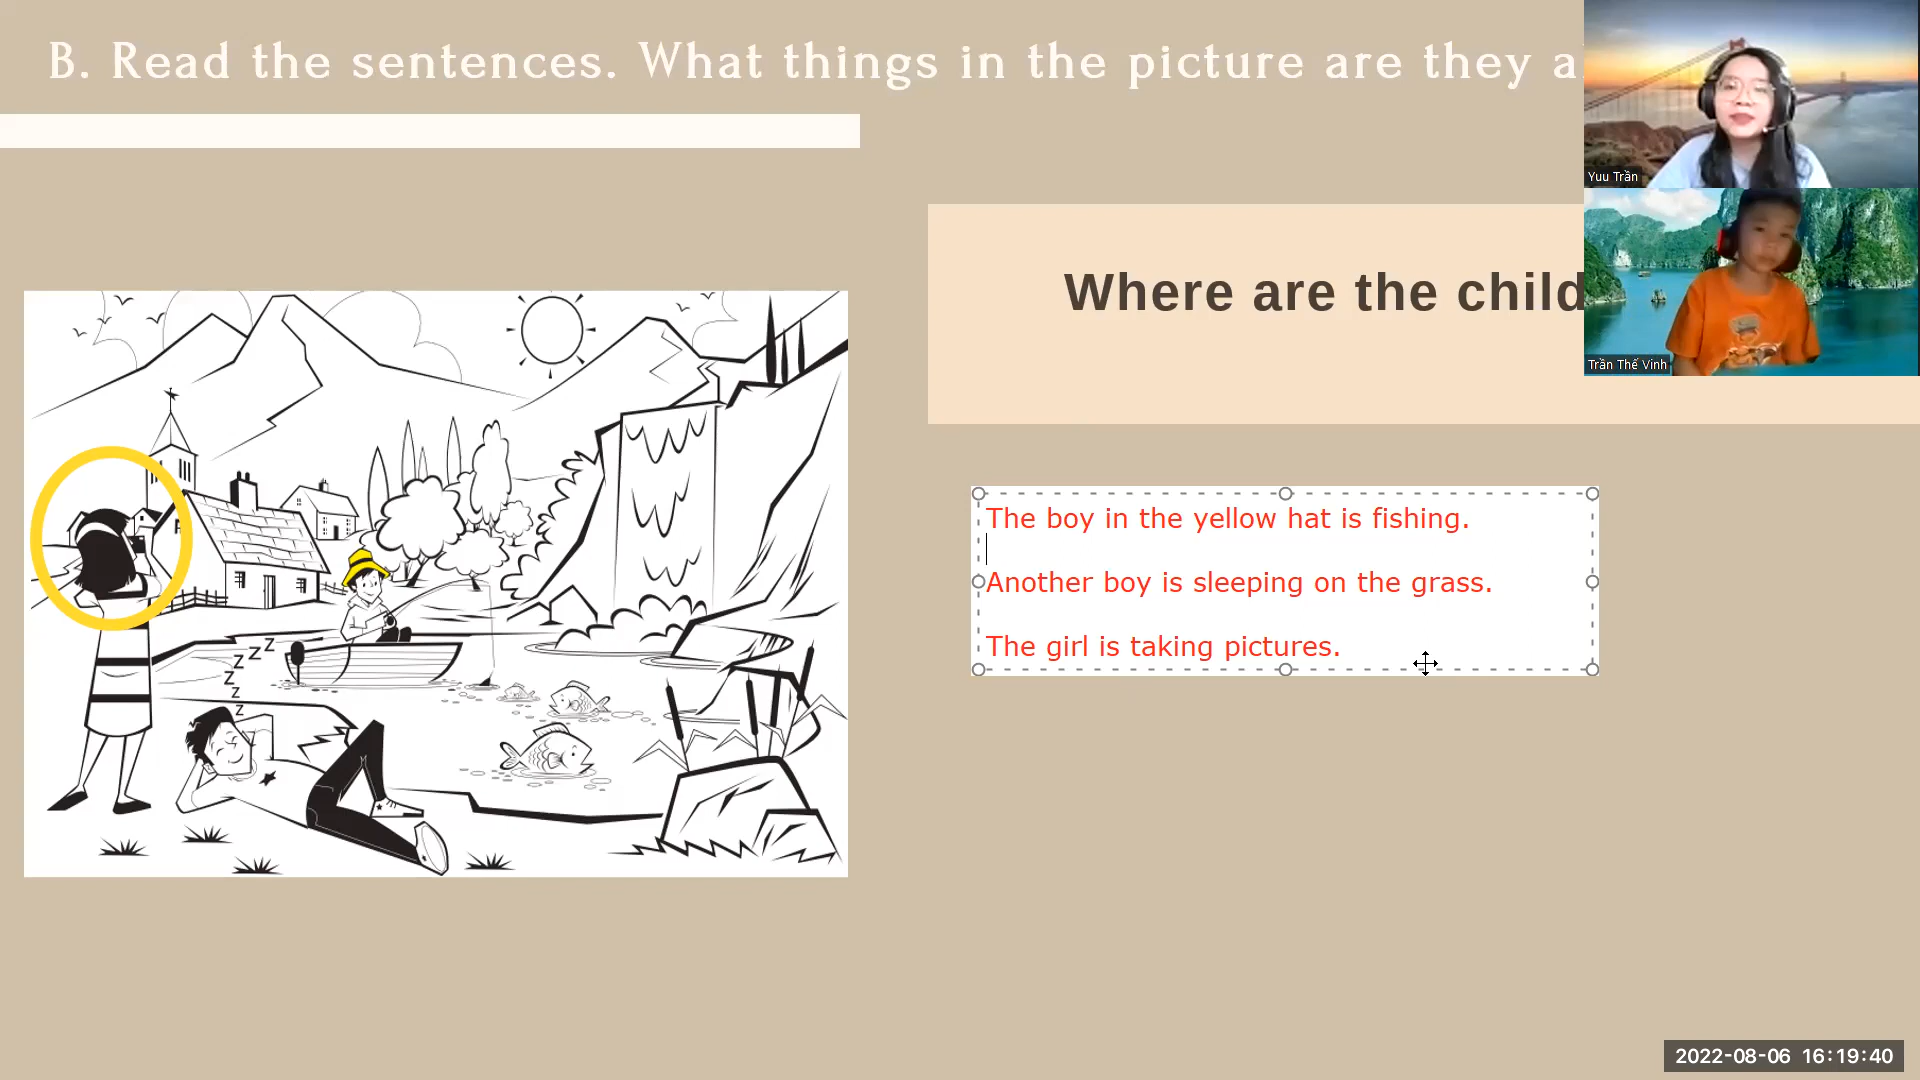 B. Read the sentences. What things in the picture are they
Where are the
The boy in the yellow hat is fishing.
Another boy is sleeping on the grass.
The girl is taking pictures.
Yuu Trần
Trần Thế Vinh
z z z z z z
2022-08-06 16:19:40